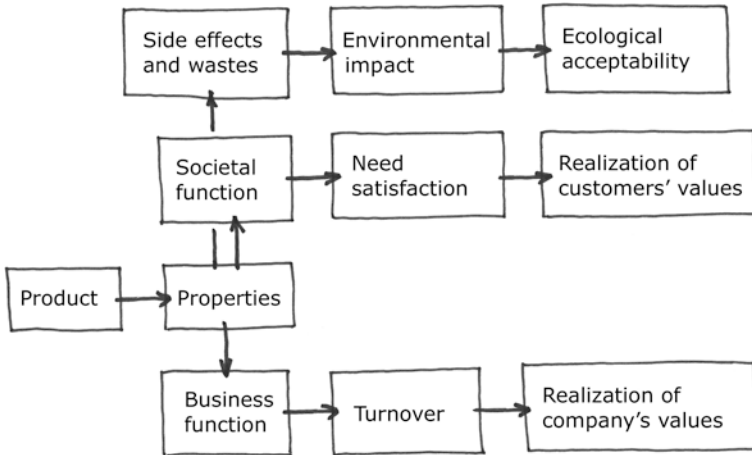 Side effects
and wastes
Environmental
impact
Ecological
acceptability
Societal
function
Need
satisfaction
Realization of
customers’ values
Product
Properties
Business
function
Turnover
Realization of
company’s values